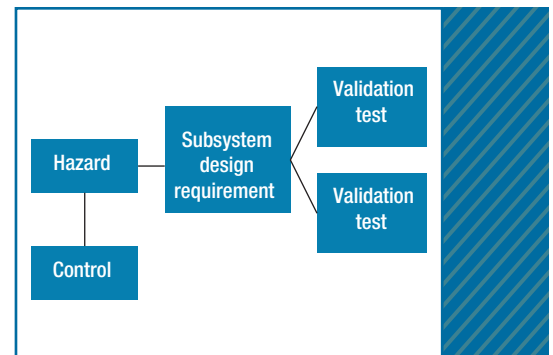 Hazard
Control
Subsystem
design
requirement
Validation
test
Validation
test